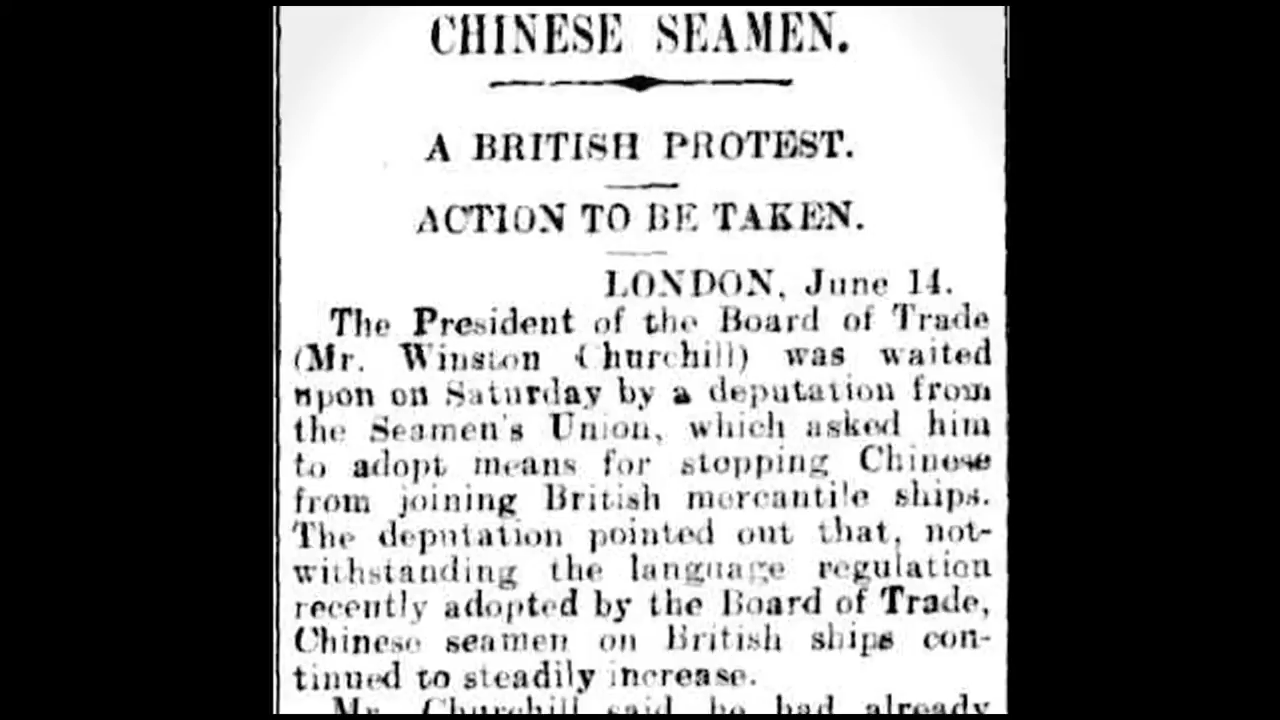 CHINESE SEAMEN.
A BRITISH PROTEST.
ACTION TO BE TAKEN.
LONDON, June 14.
The President of the Board of Trade
(Mr. Winston Churchill) was waited
upon on Saturday by a deputation from
the Seamen's Union, which asked him
to adopt means for stopping Chinese
from joining British mercantile ships.
The deputation pointed out that, not-
withstanding the language regulation
recently adopted by the Board of Trade,
Chinese seamen on British ships con-
tinued to steadily increase.
Mr. Churchill said he had already